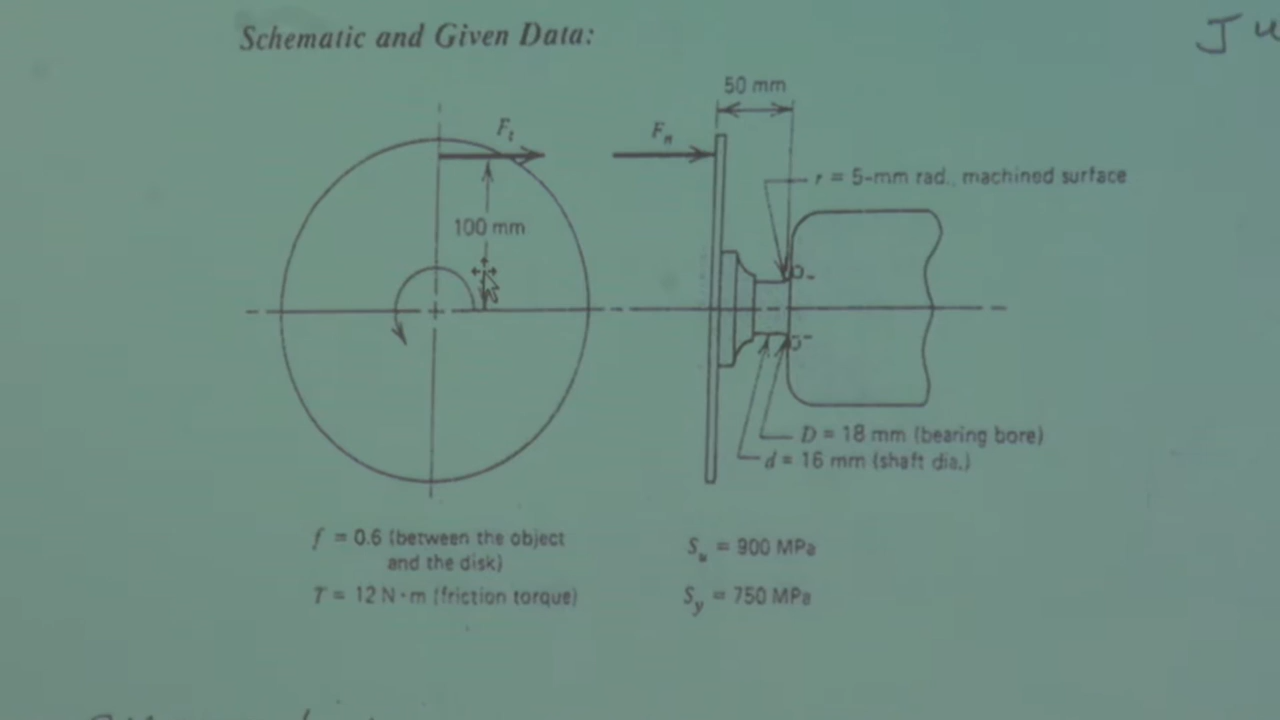 Schematic and Given Data:
J
50 mm
Ft
Fn
r = 5-mm rad., machined surface
100 mm
D = 18 mm (bearing bore)
d = 16 mm (shaft dia.)
f = 0.6 (between the object
and the disk)
Su = 900 MPa
T = 12 N·m (friction torque)
Sy = 750 MPa